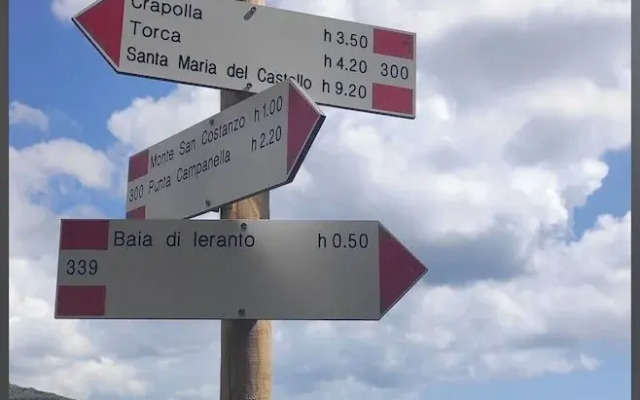 Crapolla h 3.50
Torca h 4.20
Santa Maria del Castello h 9.20
300
Monte San Costanzo h 1.00
300 Punta Campanella h 2.20
Baia di Ieranto h 0.50
339